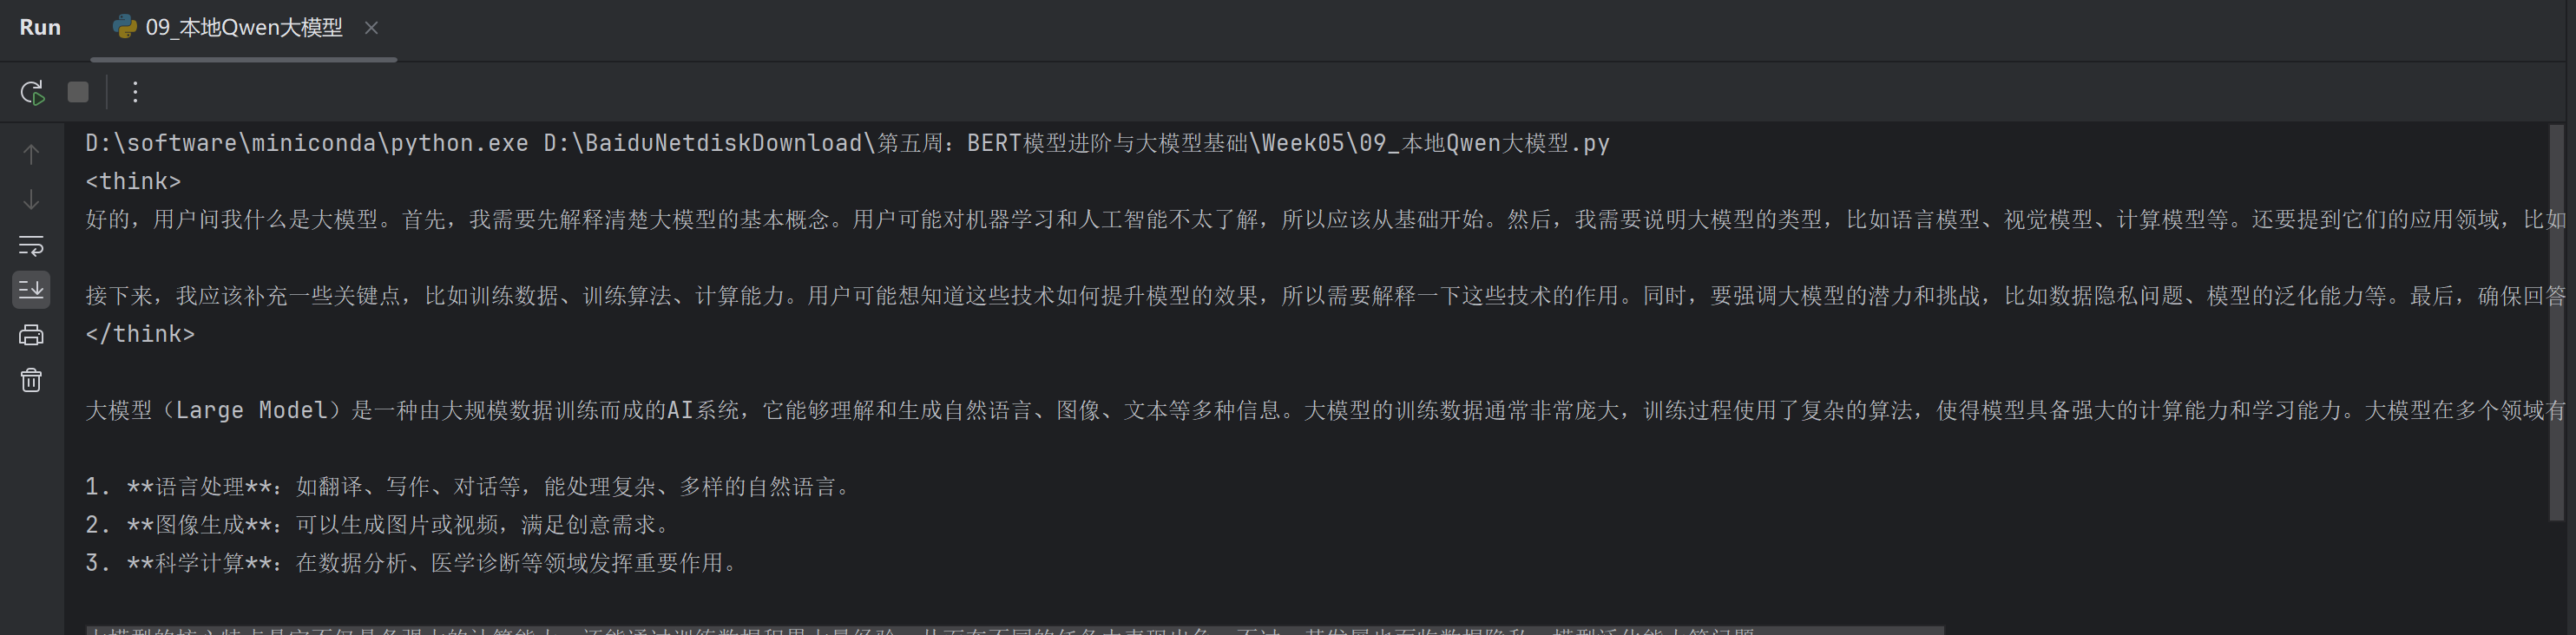 Run
09_本地Qwen大模型
D:\software\miniconda\python.exe D:\BaiduNetdiskDownload\第五周：BERT模型进阶与大模型基础\Week05\09_本地Qwen大模型.py
<think>
好的，用户问我什么是大模型。首先，我需要先解释清楚大模型的基本概念。用户可能对机器学习和人工智能不太了解，所以应该从基础开始。然后，我需要说明大模型的类型，比如语言模型、视觉模型、计算模型等。还要提到它们的应用领域，比如
接下来，我应该补充一些关键点，比如训练数据、训练算法、计算能力。用户可能想知道这些技术如何提升模型的效果，所以需要解释一下这些技术的作用。同时，要强调大模型的潜力和挑战，比如数据隐私问题、模型的泛化能力等。最后，确保回答
</think>
大模型（Large Model）是一种由大规模数据训练而成的AI系统，它能够理解和生成自然语言、图像、文本等多种信息。大模型的训练数据通常非常庞大，训练过程使用了复杂的算法，使得模型具备强大的计算能力和学习能力。大模型在多个领域有
1. **语言处理**：如翻译、写作、对话等，能处理复杂、多样的自然语言。
2. **图像生成**：可以生成图片或视频，满足创意需求。
3. **科学计算**：在数据分析、医学诊断等领域发挥重要作用。